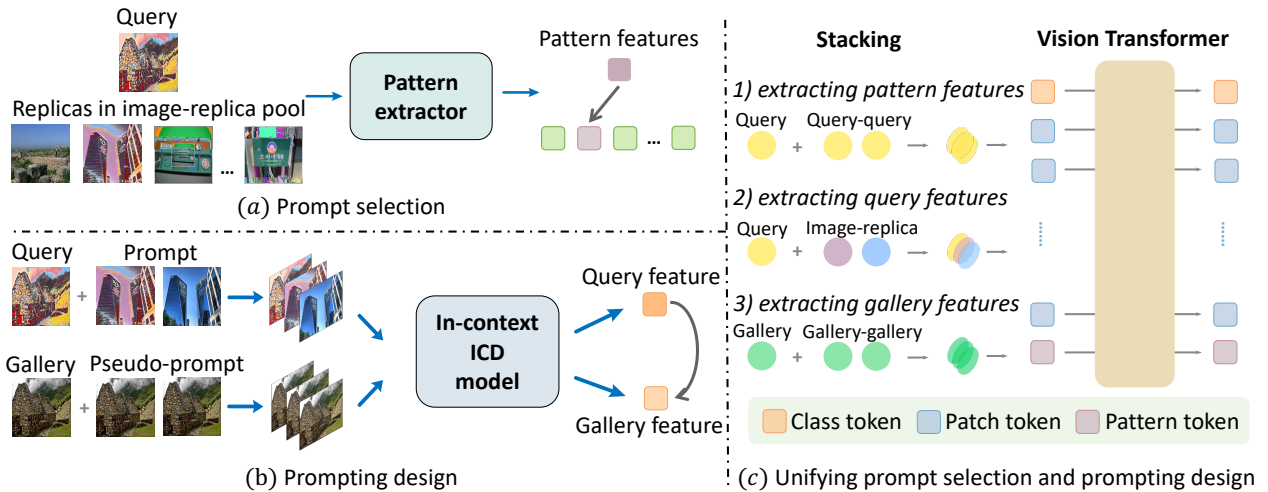 Query
Replicas in image-replica pool
...
Pattern
extractor
Pattern features
...
(a) Prompt selection
Query
+
Prompt
Gallery
+
Pseudo-prompt
In-context
ICD
model
Query feature
Gallery feature
(b) Prompting design
Stacking
Vision Transformer
1) extracting pattern features
Query
+
Query-query
2) extracting query features
Query
+
Image-replica
3) extracting gallery features
Gallery
+
Gallery-gallery
Class token
Patch token
Pattern token
(c) Unifying prompt selection and prompting design